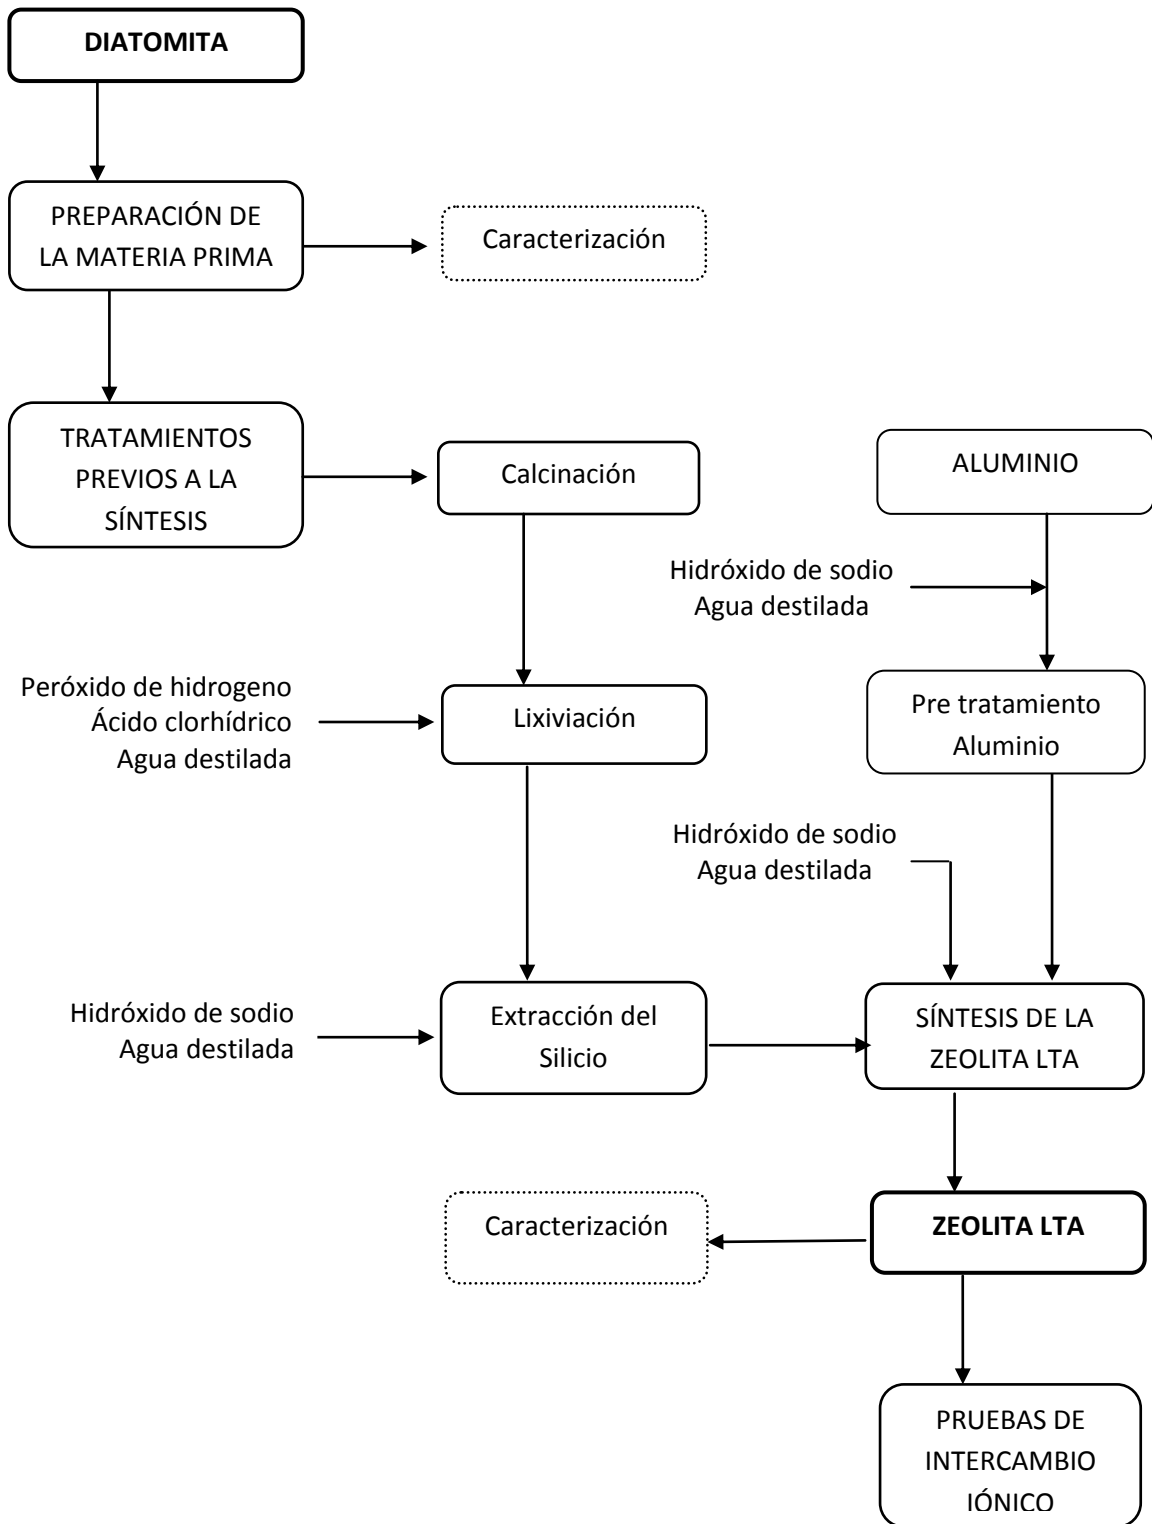 DIATOMITA
PREPARACIÓN DE
LA MATERIA PRIMA
Caracterización
TRATAMIENTOS
PREVIOS A LA
SÍNTESIS
Calcinación
ALUMINIO
Hidróxido de sodio
Agua destilada
Peróxido de hidrogeno
Ácido clorhídrico
Agua destilada
Lixiviación
Pre tratamiento
Aluminio
Hidróxido de sodio
Agua destilada
Hidróxido de sodio
Agua destilada
Extracción del
Silicio
SÍNTESIS DE LA
ZEOLITA LTA
Caracterización
ZEOLITA LTA
PRUEBAS DE
INTERCAMBIO
IÓNICO